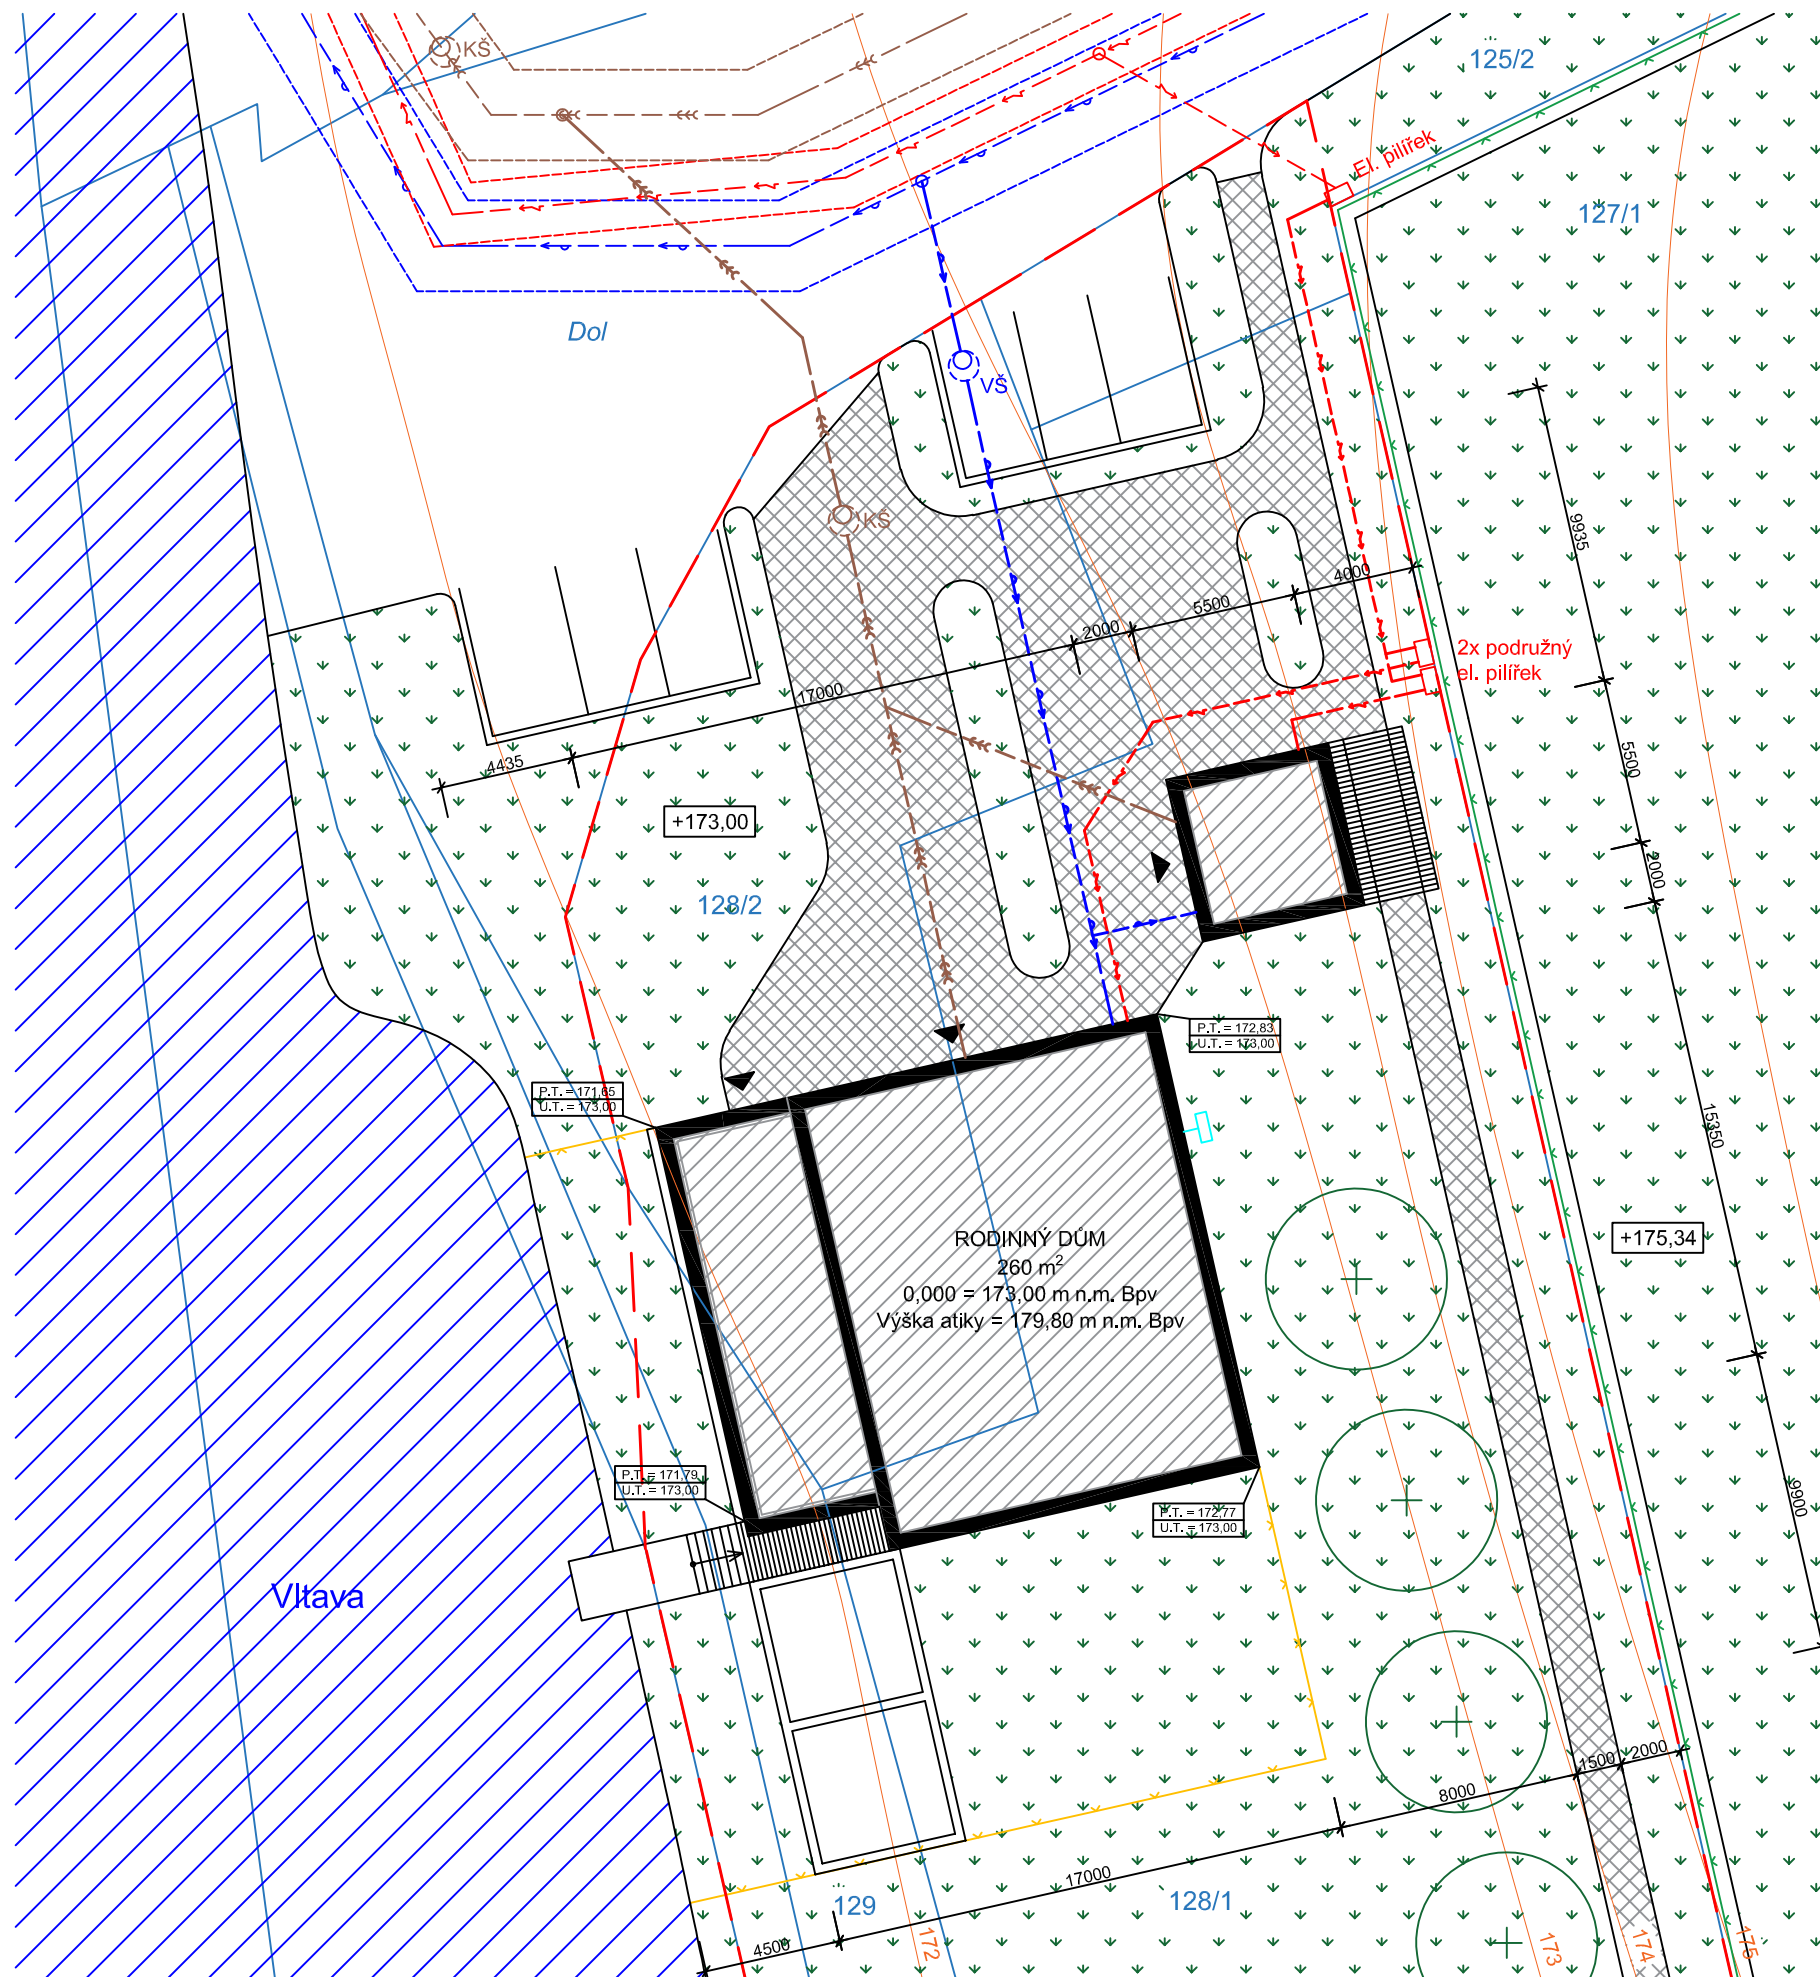 KŠ
125/2
El. pilířek
127/1
Dol
VŠ
KŠ
9935
4000
5500
2000
2x podružný
el. pilířek
17000
4435
5500
+173,00
2000
128/2
P.T. = 172,83
U.T. = 173,00
P.T. = 171,65
U.T. = 173,00
15350
RODINNÝ DŮM
260 m²
0,000 = 173,00 m n.m. Bpv
Výška atiky = 179,80 m n.m. Bpv
+175,34
P.T. = 171,79
U.T. = 173,00
9900
P.T. = 172,77
U.T. = 173,00
Vltava
1500
2000
8000
17000
129
128/1
4500
172
173
174
175